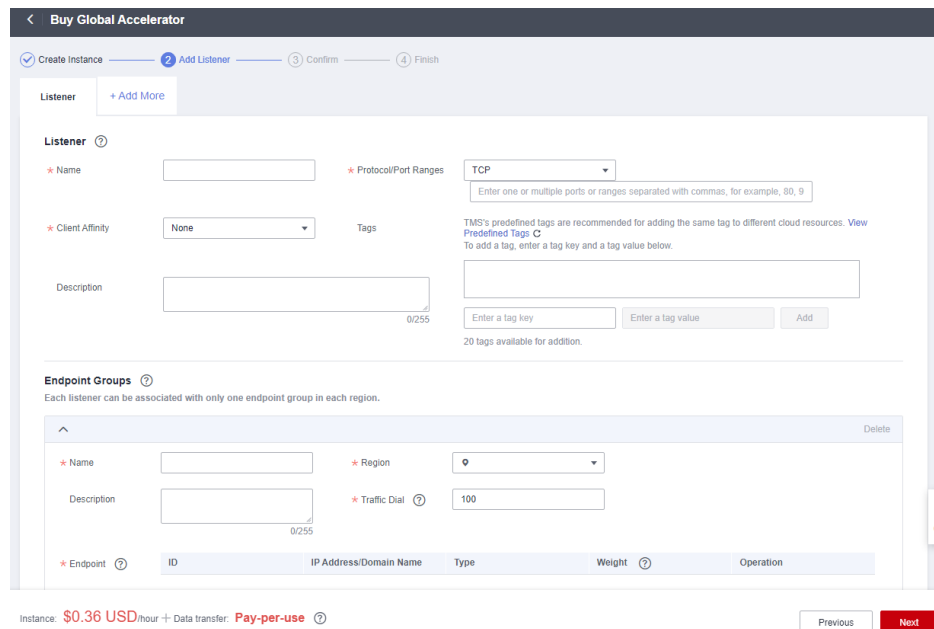 Buy Global Accelerator
Create Instance 2 Add Listener 3 Confirm 4 Finish
Listener + Add More
Listener ?
* Name * Protocol/Port Ranges TCP
Enter one or multiple ports or ranges separated with commas, for example, 80, 9
* Client Affinity None Tags TMS's predefined tags are recommended for adding the same tag to different cloud resources. View
Predefined Tags
To add a tag, enter a tag key and a tag value below.
Description
0/255
Enter a tag key Enter a tag value Add
20 tags available for addition.
Endpoint Groups ?
Each listener can be associated with only one endpoint group in each region.
Delete
* Name * Region
Description * Traffic Dial ? 100
0/255
* Endpoint ? ID IP Address/Domain Name Type Weight ? Operation
Instance: $0.36 USD/hour + Data transfer: Pay-per-use ? Previous Next